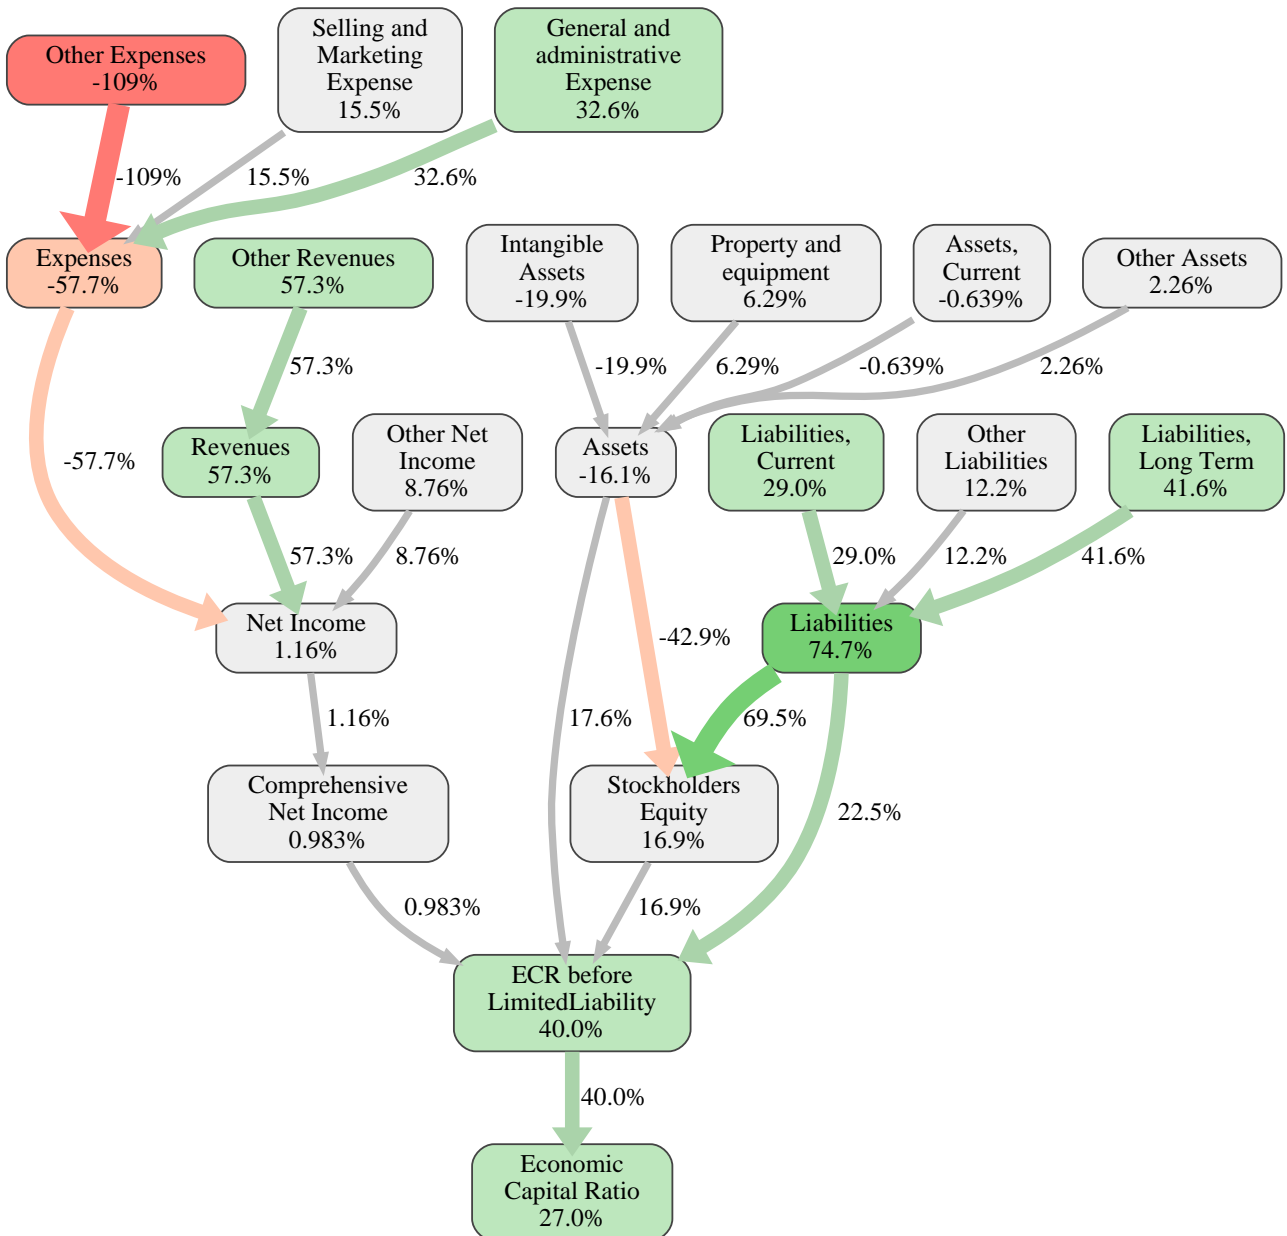 Other Expenses
-109%
Selling and
Marketing
Expense
15.5%
General and
administrative
Expense
32.6%
-109%
15.5%
32.6%
Expenses
-57.7%
Other Revenues
57.3%
Intangible
Assets
-19.9%
Property and
equipment
6.29%
Assets,
Current
-0.639%
Other Assets
2.26%
57.3%
-19.9%
6.29%
-0.639%
2.26%
-57.7%
Revenues
57.3%
Other Net
Income
8.76%
Assets
-16.1%
Liabilities,
Current
29.0%
Other
Liabilities
12.2%
Liabilities,
Long Term
41.6%
57.3%
8.76%
29.0%
12.2%
41.6%
Net Income
1.16%
-42.9%
Liabilities
74.7%
1.16%
17.6%
69.5%
Comprehensive
Net Income
0.983%
Stockholders
Equity
16.9%
22.5%
0.983%
16.9%
ECR before
LimitedLiability
40.0%
40.0%
Economic
Capital Ratio
27.0%